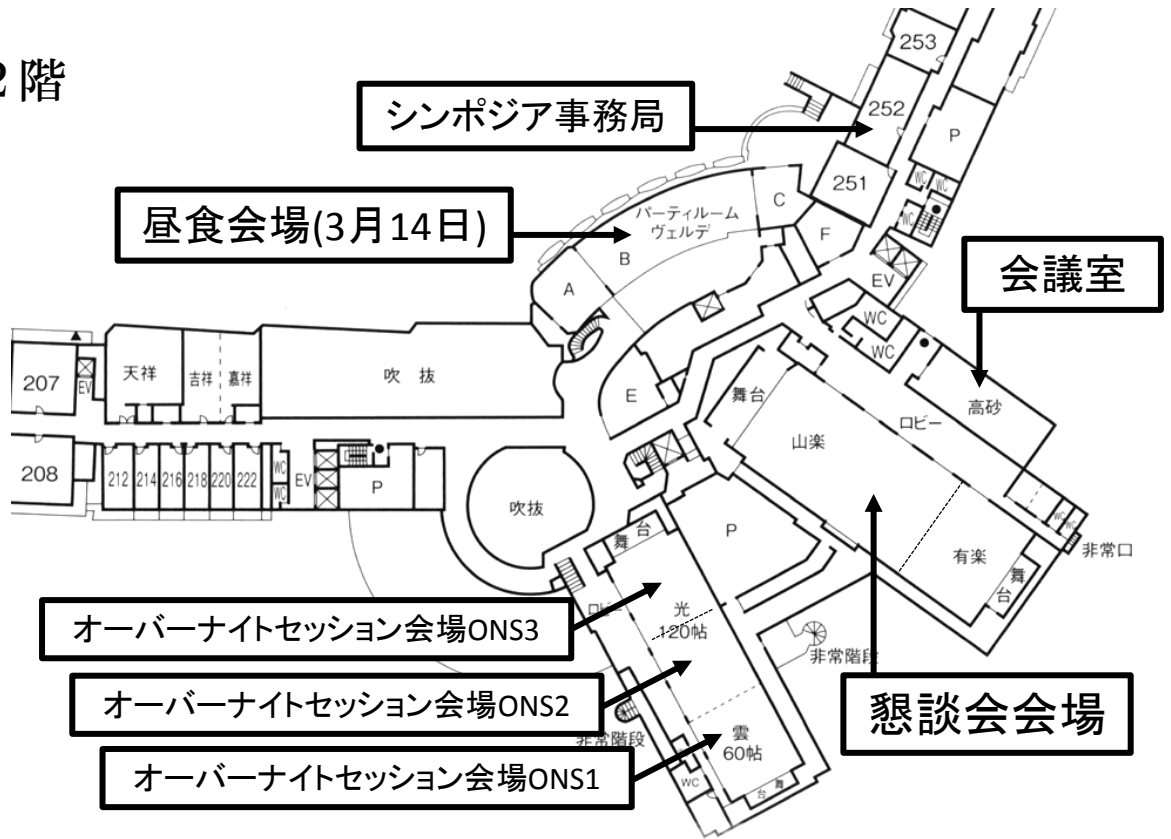 2階
253
シンポジア事務局
252
P
WC
WC
251
C
パーティルーム
ヴェルデ
昼食会場(3月14日)
WC
F
会議室
B
EV
A
WC
WC
207
EV
天祥
吉祥
嘉祥
吹抜
E
舞台
ロビー
高砂
山楽
208
212
214
216
218
220
222
WC
WC
EV
P
吹抜
舞台
P
WC
WC
有楽
非常口
舞台
オーバーナイトセッション会場ONS3
ロビー
光
120帖
非常階段
オーバーナイトセッション会場ONS2
懇談会会場
非常階段
雲
60帖
オーバーナイトセッション会場ONS1
WC
舞台